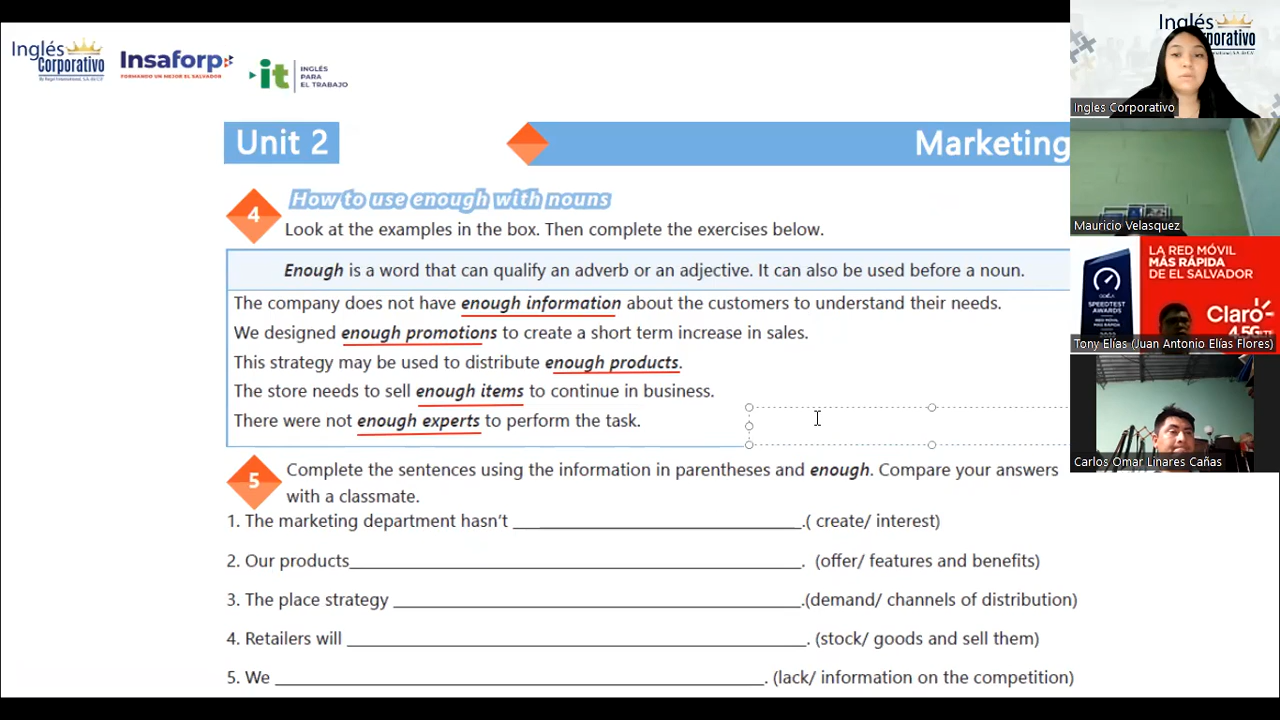 Inglés
Corporativo
Insaforp
FORMANDO UN MEJOR EL SALVADOR
it
INGLÉS
PARA
EL TRABAJO
Unit 2
Marketing
4
How to use enough with nouns
Look at the examples in the box. Then complete the exercises below.
Enough is a word that can qualify an adverb or an adjective. It can also be used before a noun.
The company does not have enough information about the customers to understand their needs.
We designed enough promotions to create a short term increase in sales.
This strategy may be used to distribute enough products.
The store needs to sell enough items to continue in business.
There were not enough experts to perform the task.
5
Complete the sentences using the information in parentheses and enough. Compare your answers
with a classmate.
1. The marketing department hasn’t ______________________________.( create/ interest)
2. Our products_______________________________________________. (offer/ features and benefits)
3. The place strategy ___________________________________________.(demand/ channels of distribution)
4. Retailers will ________________________________________________. (stock/ goods and sell them)
5. We ___________________________________________________. (lack/ information on the competition)
Inglés
Corporativo
Ingles Corporativo
Mauricio Velasquez
LA RED MÓVIL
MÁS RÁPIDA
DE EL SALVADOR
SPEEDTEST
AWARDS
Claro
4.5G
Tony Elías (Juan Antonio Elías Flores)
Carlos Omar Linares Cañas